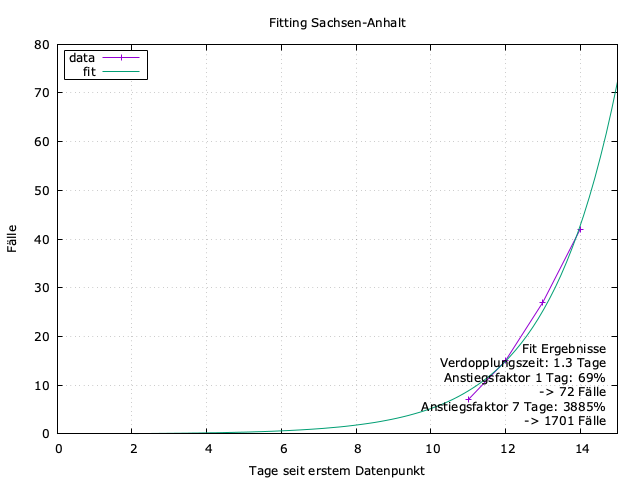 Fitting Sachsen-Anhalt
data
fit
80
70
60
50
40
30
20
10
0
Fälle
Fit Ergebnisse
Verdopplungszeit: 1.3 Tage
Anstiegsfaktor 1 Tag: 69%
-> 72 Fälle
Anstiegsfaktor 7 Tage: 3885%
-> 1701 Fälle
0 2 4 6 8 10 12 14
Tage seit erstem Datenpunkt